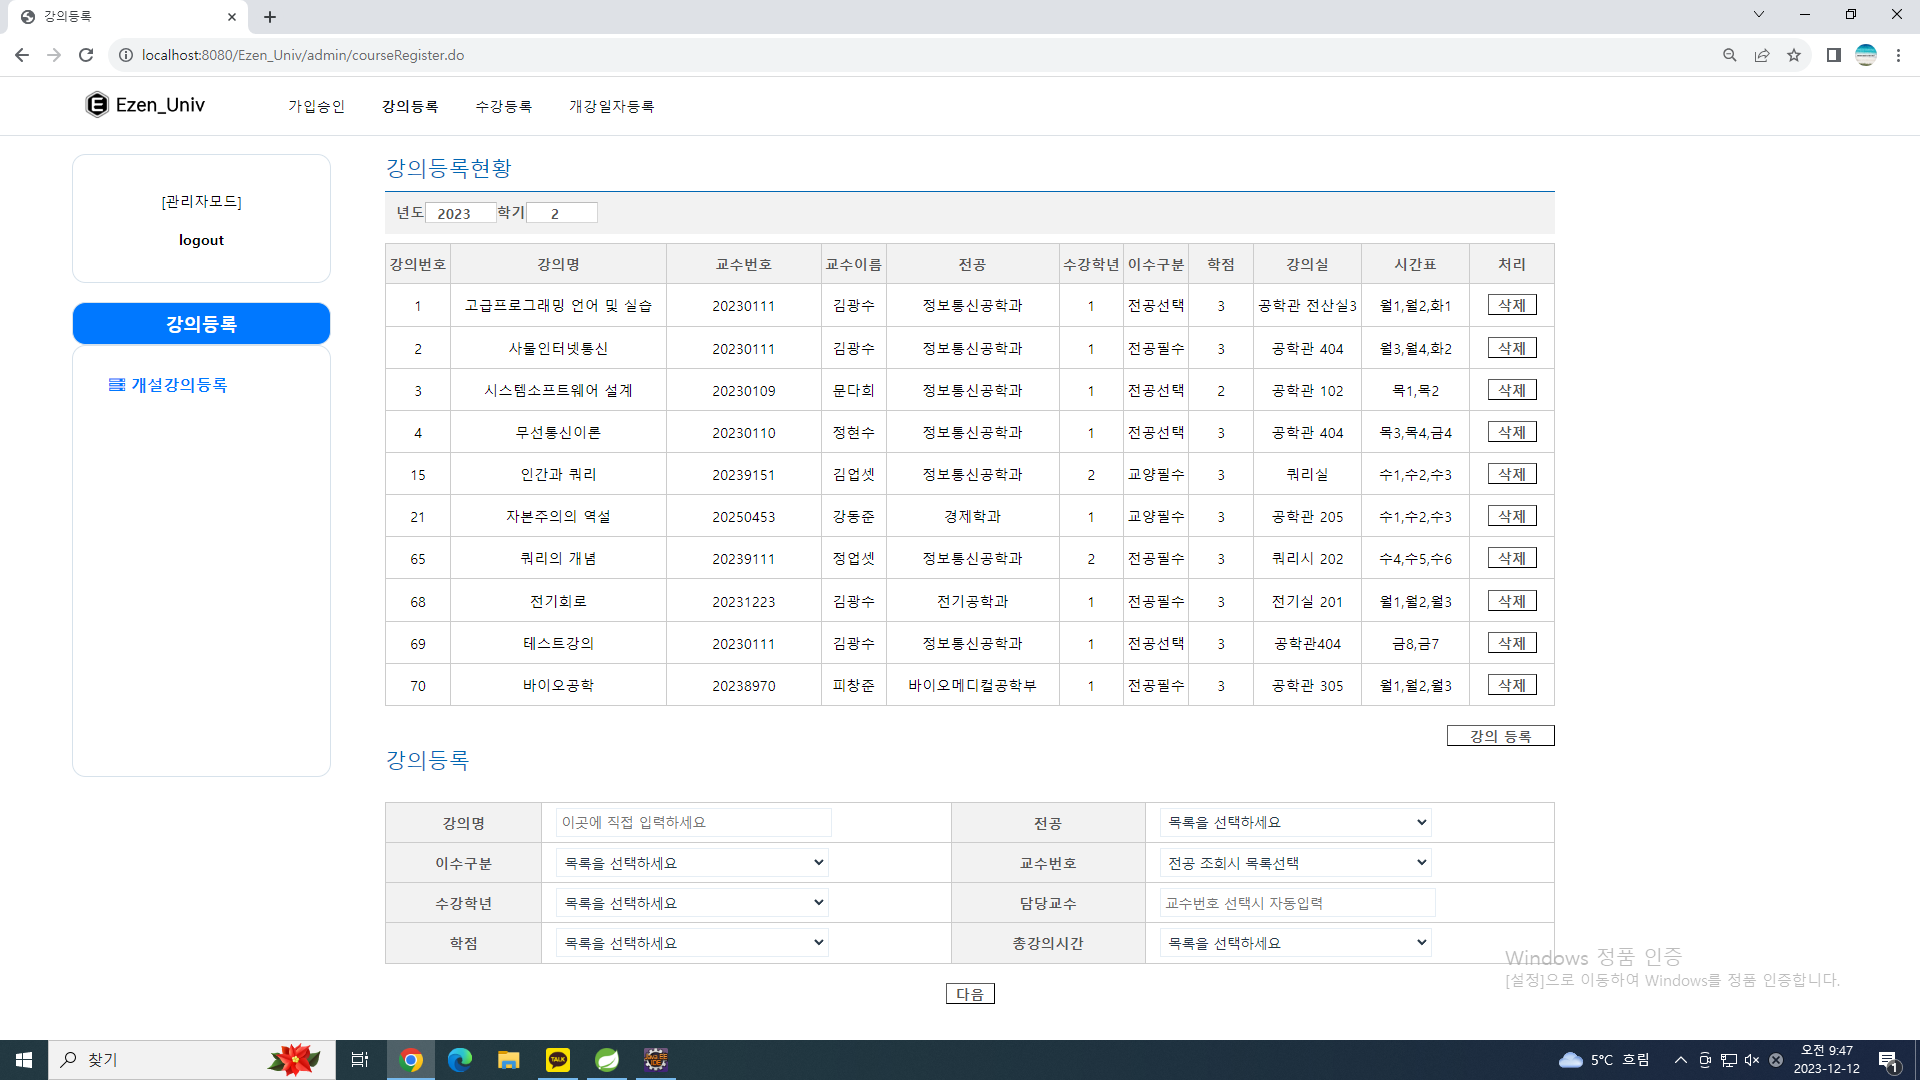 강의등록
localhost:8080/Ezen_Univ/admin/courseRegister.do
Ezen_Univ 가입승인 강의등록 수강등록 개강일자등록
[관리자모드]
logout
강의등록
개설강의등록
강의등록현황
년도 2023 학기 2
강의번호 강의명 교수번호 교수이름 전공 수강학년 이수구분 학점 강의실 시간표 처리
1 고급프로그래밍 언어 및 실습 20230111 김광수 정보통신공학과 1 전공선택 3 공학관 전산실3 월1,월2,화1 삭제
2 사물인터넷통신 20230111 김광수 정보통신공학과 1 전공필수 3 공학관 404 월3,월4,화2 삭제
3 시스템소프트웨어 설계 20230109 문다희 정보통신공학과 1 전공선택 2 공학관 102 목1,목2 삭제
4 무선통신이론 20230110 정현수 정보통신공학과 1 전공선택 3 공학관 404 목3,목4,금4 삭제
15 인간과 쿼리 20239151 김업셋 정보통신공학과 2 교양필수 3 쿼리실 수1,수2,수3 삭제
21 자본주의의 역설 20250453 강동준 경제학과 1 교양필수 3 공학관 205 수1,수2,수3 삭제
65 쿼리의 개념 20239111 정업셋 정보통신공학과 2 전공필수 3 쿼리시 202 수4,수5,수6 삭제
68 전기회로 20231223 김광수 전기공학과 1 전공필수 3 전기실 201 월1,월2,월3 삭제
69 테스트강의 20230111 김광수 정보통신공학과 1 전공선택 3 공학관404 금8,금7 삭제
70 바이오공학 20238970 피창준 바이오메디컬공학부 1 전공필수 3 공학관 305 월1,월2,월3 삭제
강의 등록
강의등록
강의명 이곳에 직접 입력하세요 전공 목록을 선택하세요
이수구분 목록을 선택하세요 교수번호 전공 조회시 목록선택
수강학년 목록을 선택하세요 담당교수 교수번호 선택시 자동입력
학점 목록을 선택하세요 총강의시간 목록을 선택하세요
다음
Windows 정품 인증
[설정]으로 이동하여 Windows를 정품 인증합니다.
찾기
TALK
Java EE
IDE
5°C 흐림
오전 9:47
2023-12-12
1